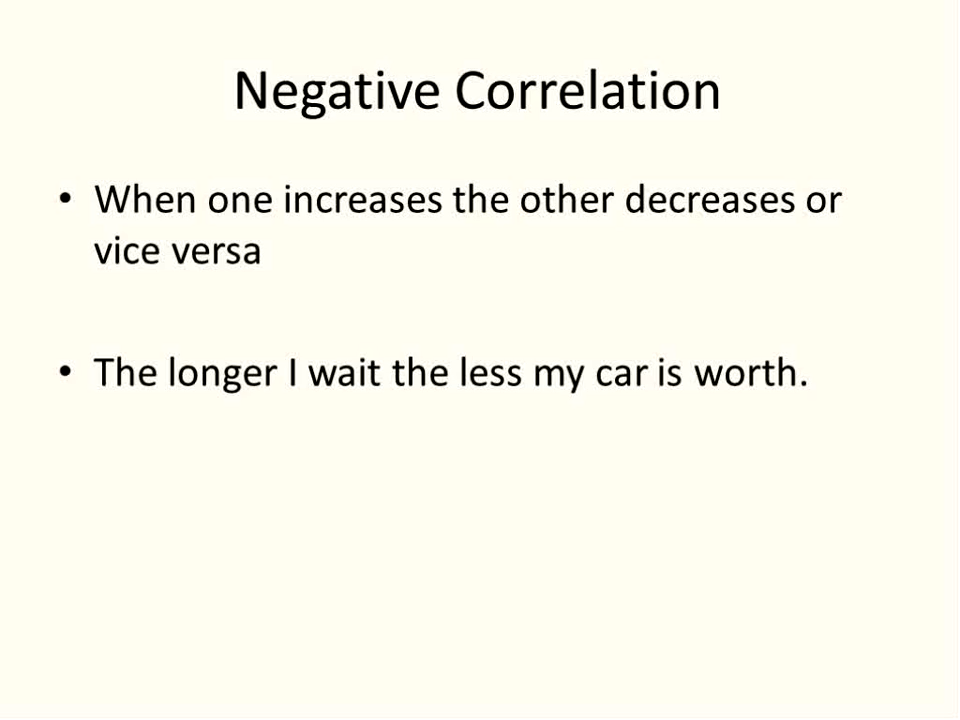 Negative Correlation
• When one increases the other decreases or
vice versa
• The longer I wait the less my car is worth.